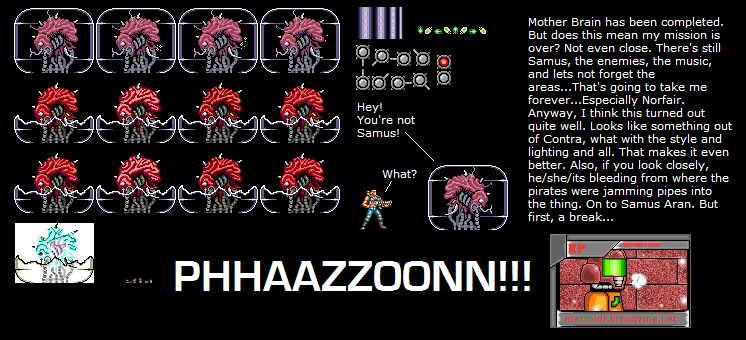 Mother Brain has been completed.
But does this mean my mission is
over? Not even close. There's still
Samus, the enemies, the music,
and lets not forget the
areas...That's going to take me
forever...Especially Norfair.
Anyway, I think this turned out
quite well. Looks like something out
of Contra, what with the style and
lighting and all. That makes it even
better. Also, if you look closely,
he/she/its bleeding from where the
pirates were jamming pipes into
the thing. On to Samus Aran. But
first, a break...
Hey!
You're not
Samus!
What?
PHHAAZZOONN!!!